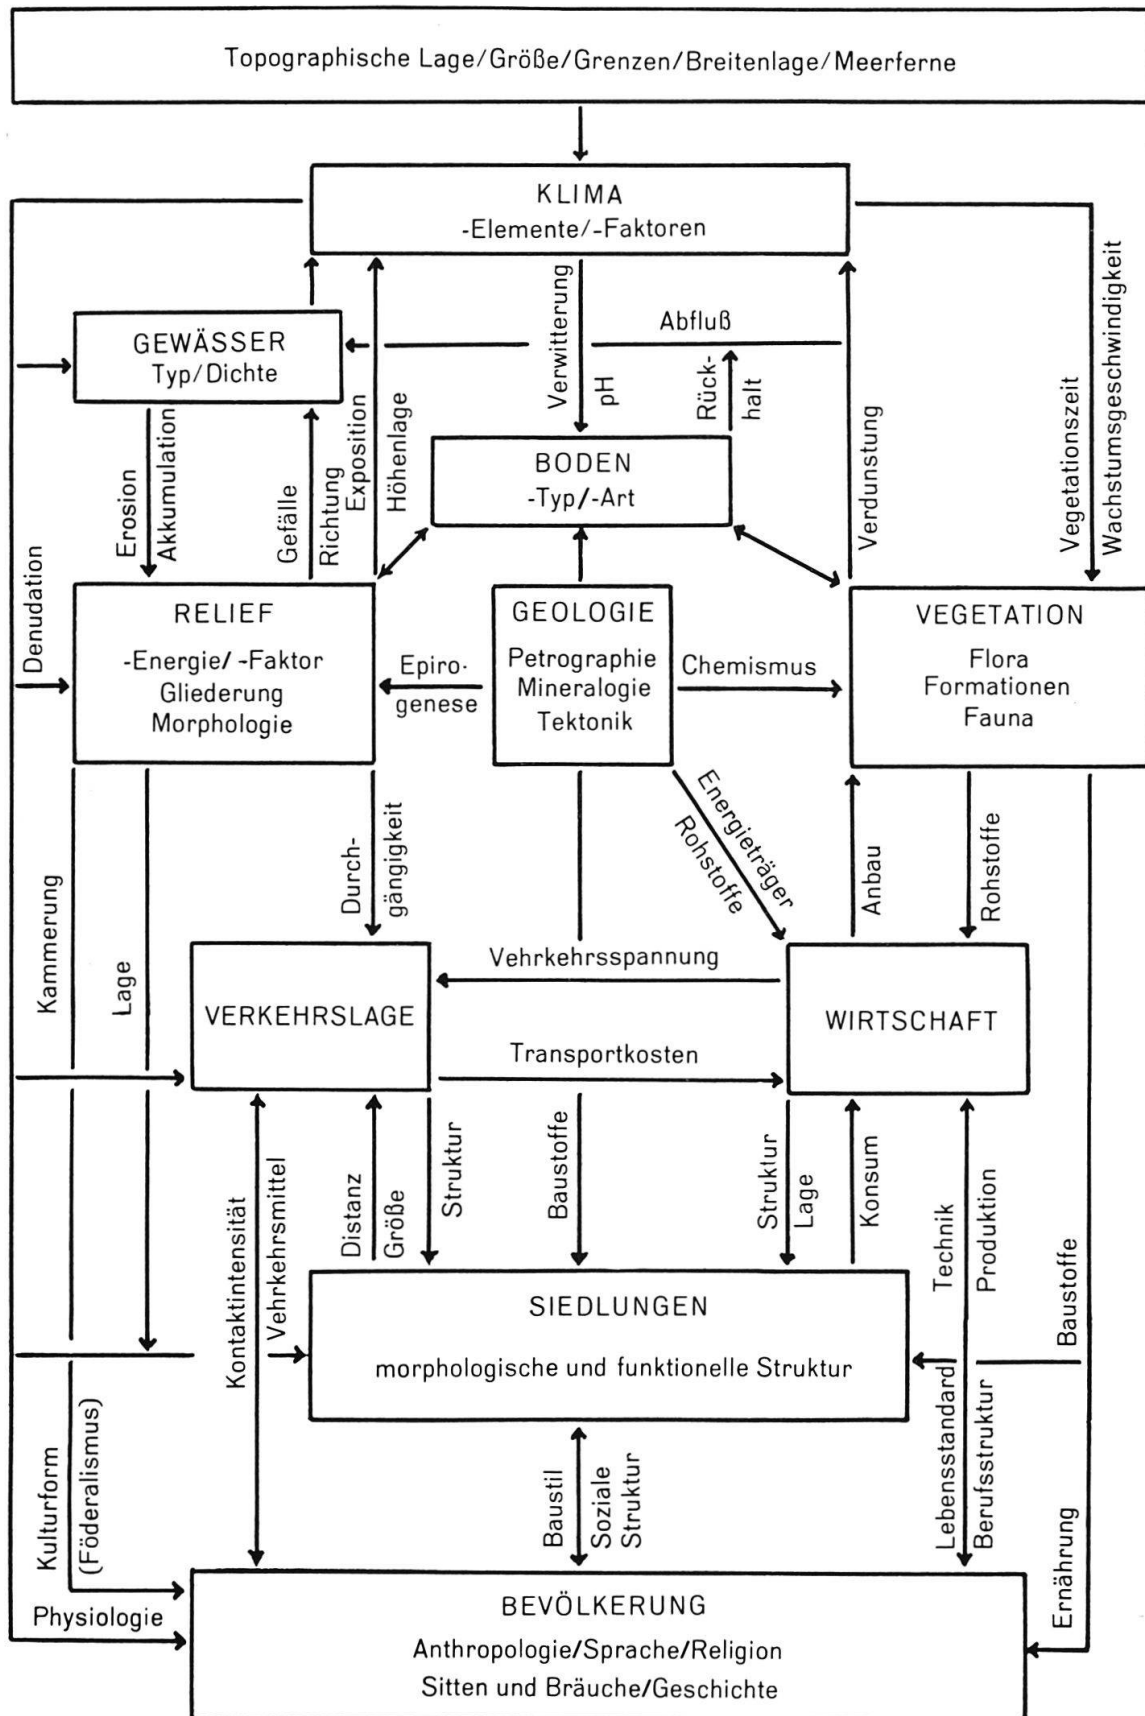 Topographische Lage/Größe/Grenzen/Breitenlage/Meerferne
KLIMA
-Elemente/-Faktoren
GEWÄSSER
Typ/Dichte
Abfluß
Verwitterung
pH
Rück-
halt
Vegetationszeit
Wachstumsgeschwindigkeit
Erosion
Akkumulation
Gefälle
Richtung
Exposition
Höhenlage
BODEN
-Typ/-Art
Verdunstung
Denudation
RELIEF
-Energie/ -Faktor
Gliederung
Morphologie
Epiro-
genese
GEOLOGIE
Petrographie
Mineralogie
Tektonik
Chemismus
VEGETATION
Flora
Formationen
Fauna
Kammerung
Lage
Durch-
gängigkeit
Energieträger
Rohstoffe
Anbau
Rohstoffe
VERKEHRSLAGE
Vehrkehrsspannung
Transportkosten
WIRTSCHAFT
Kontaktintensität
Vehrkehrsmittel
Distanz
Größe
Struktur
Baustoffe
Struktur
Lage
Konsum
Technik
Produktion
Baustoffe
SIEDLUNGEN
morphologische und funktionelle Struktur
Kulturform
(Föderalismus)
Baustil
Soziale
Struktur
Lebensstandard
Berufsstruktur
Ernährung
Physiologie
BEVÖLKERUNG
Anthropologie/Sprache/Religion
Sitten und Bräuche/Geschichte